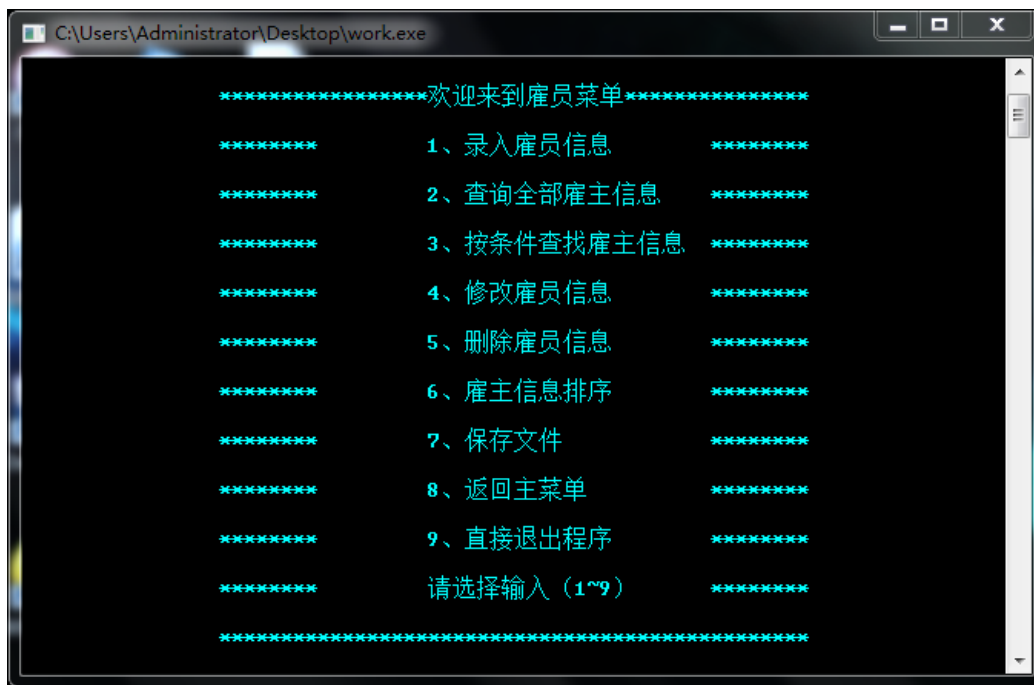 C:\Users\Administrator\Desktop\work.exe
*****************欢迎来到雇员菜单***************
******** 1、录入雇员信息 ********
******** 2、查询全部雇主信息 ********
******** 3、按条件查找雇主信息 ********
******** 4、修改雇员信息 ********
******** 5、删除雇员信息 ********
******** 6、雇主信息排序 ********
******** 7、保存文件 ********
******** 8、返回主菜单 ********
******** 9、直接退出程序 ********
******** 请选择输入（1~9） ********
************************************************